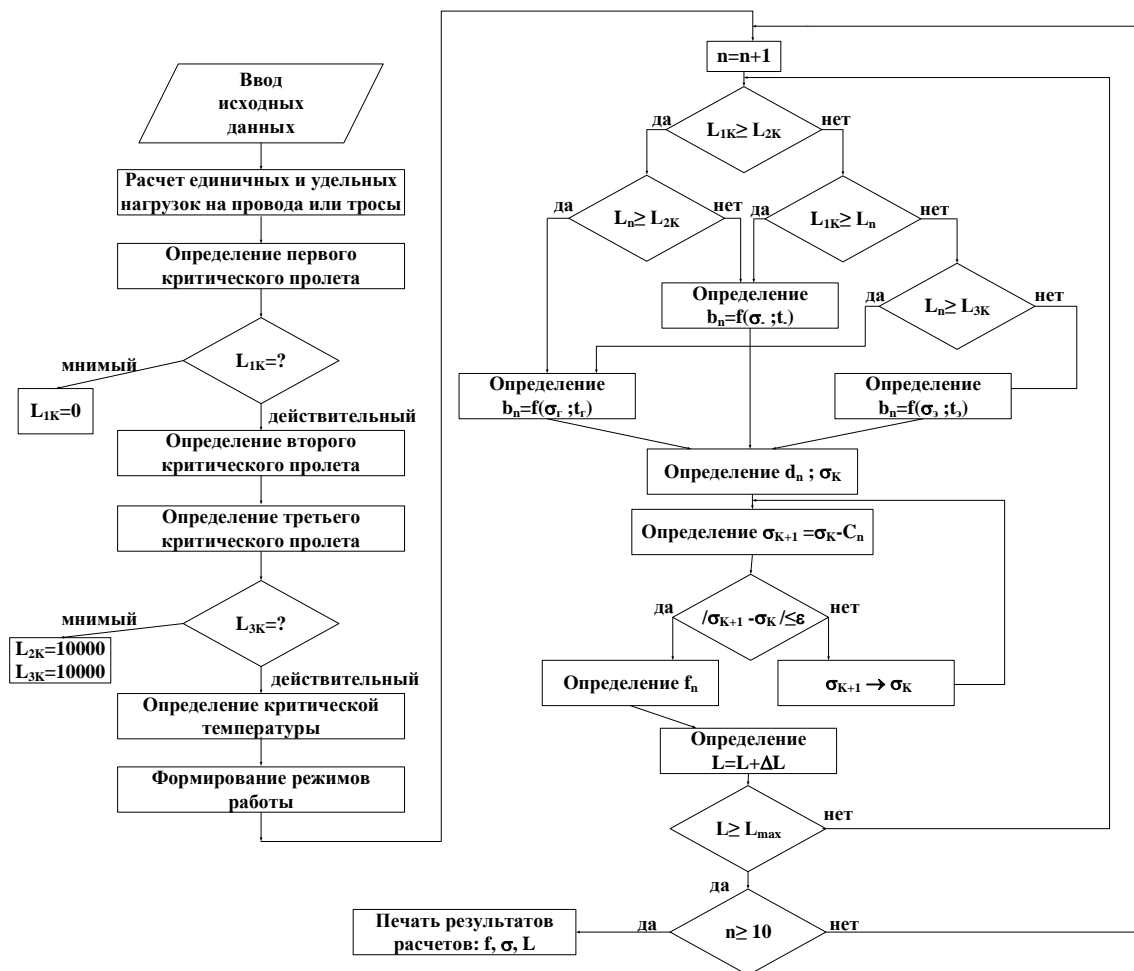 Ввод
исходных
данных
Расчет единичных и удельных
нагрузок на провода или тросы
Определение первого
критического пролета
L1K=?
мнимый
L1K=0
действительный
Определение второго
критического пролета
Определение третьего
критического пролета
L3K=?
мнимый
L2K=10000
L3K=10000
действительный
Определение критической
температуры
Формирование режимов
работы
n=n+1
L1K≥ L2K
да
нет
Ln≥ L2K
да
нет
L1K≥ Ln
да
нет
Определение
bn=f(σ- ;t-)
Ln≥ L3K
да
нет
Определение
bn=f(σг ;tг)
Определение
bn=f(σэ ;tэ)
Определение dn ; σK
Определение σK+1 =σK-Cn
/σK+1 -σK /≤ε
да
нет
Определение fn
σK+1 → σK
Определение
L=L+ΔL
L≥ Lmax
нет
да
n≥ 10
да
нет
Печать результатов
расчетов: f, σ, L